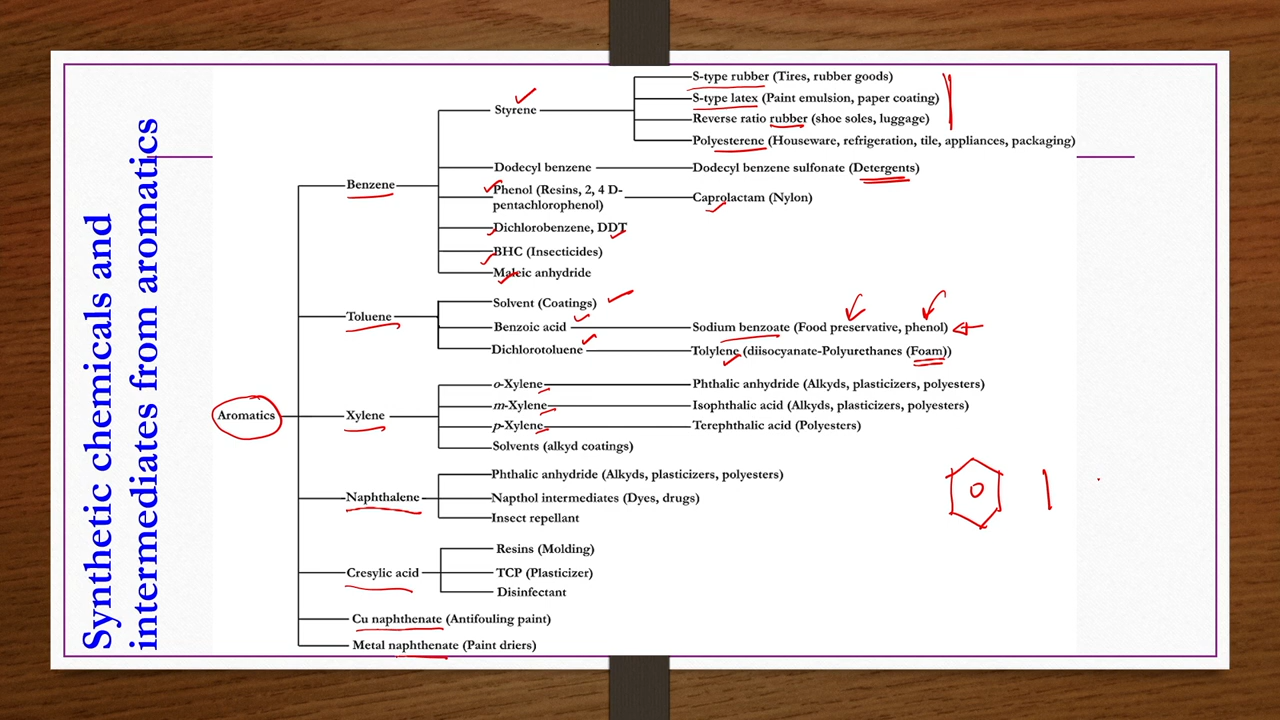 Synthetic chemicals and
intermediates from aromatics
Aromatics
Benzene
Styrene
S-type rubber (Tires, rubber goods)
S-type latex (Paint emulsion, paper coating)
Reverse ratio rubber (shoe soles, luggage)
Polyesterene (Houseware, refrigeration, tile, appliances, packaging)
Dodecyl benzene
Dodecyl benzene sulfonate (Detergents)
Phenol (Resins, 2, 4 D-
pentachlorophenol)
Caprolactam (Nylon)
Dichlorobenzene, DDT
BHC (Insecticides)
Maleic anhydride
Toluene
Solvent (Coatings)
Benzoic acid
Sodium benzoate (Food preservative, phenol)
Dichlorotoluene
Tolylene (diisocyanate-Polyurethanes (Foam))
Xylene
o-Xylene
Phthalic anhydride (Alkyds, plasticizers, polyesters)
m-Xylene
Isophthalic acid (Alkyds, plasticizers, polyesters)
p-Xylene
Terephthalic acid (Polyesters)
Solvents (alkyd coatings)
Naphthalene
Phthalic anhydride (Alkyds, plasticizers, polyesters)
Napthol intermediates (Dyes, drugs)
Insect repellant
Cresylic acid
Resins (Molding)
TCP (Plasticizer)
Disinfectant
Cu naphthenate (Antifouling paint)
Metal naphthenate (Paint driers)